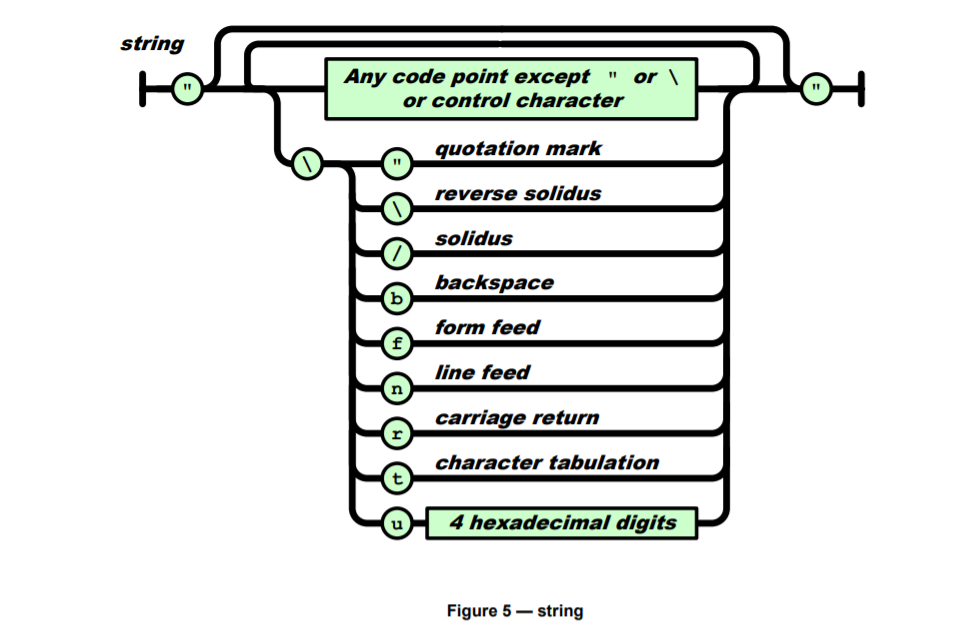 string
"
Any code point except " or \
or control character
"
\
" quotation mark
\ reverse solidus
/ solidus
b backspace
f form feed
n line feed
r carriage return
t character tabulation
u 4 hexadecimal digits
Figure 5 — string